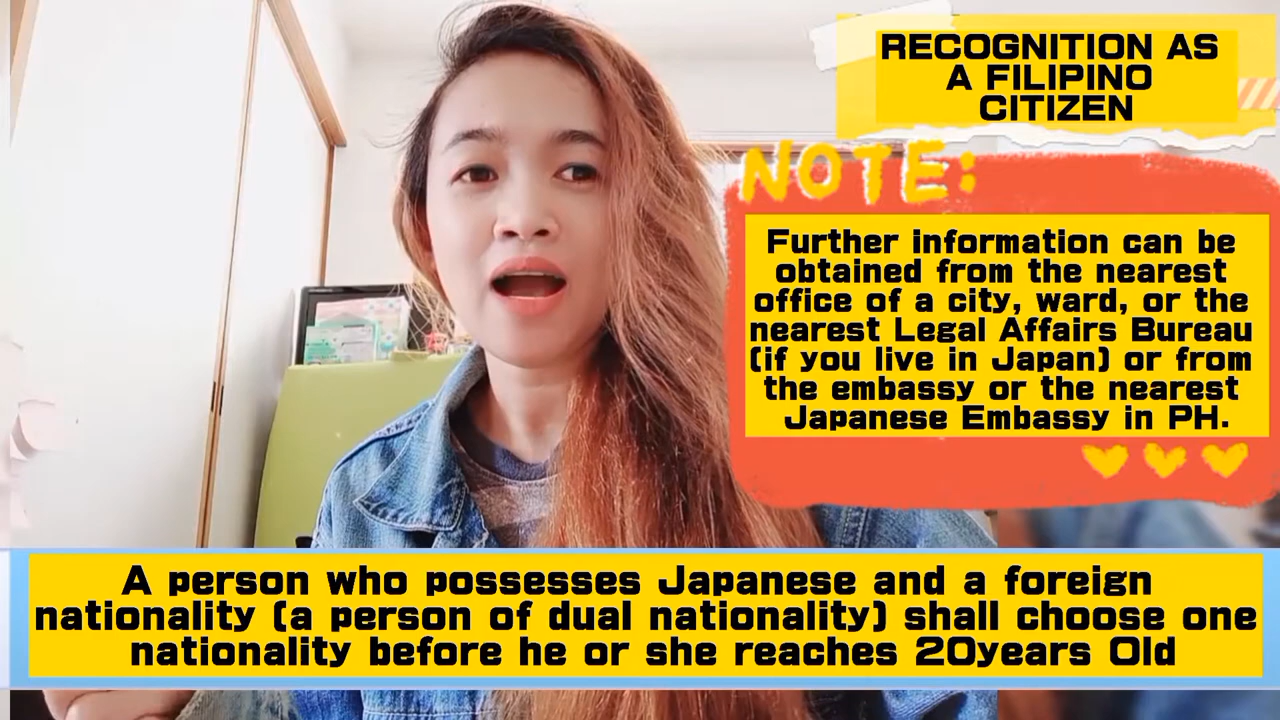 RECOGNITION AS
A FILIPINO
CITIZEN
NOTE:
Further information can be
obtained from the nearest
office of a city, ward, or the
nearest Legal Affairs Bureau
(if you live in Japan) or from
the embassy or the nearest
Japanese Embassy in PH.
A person who possesses Japanese and a foreign
nationality (a person of dual nationality) shall choose one
nationality before he or she reaches 20years Old